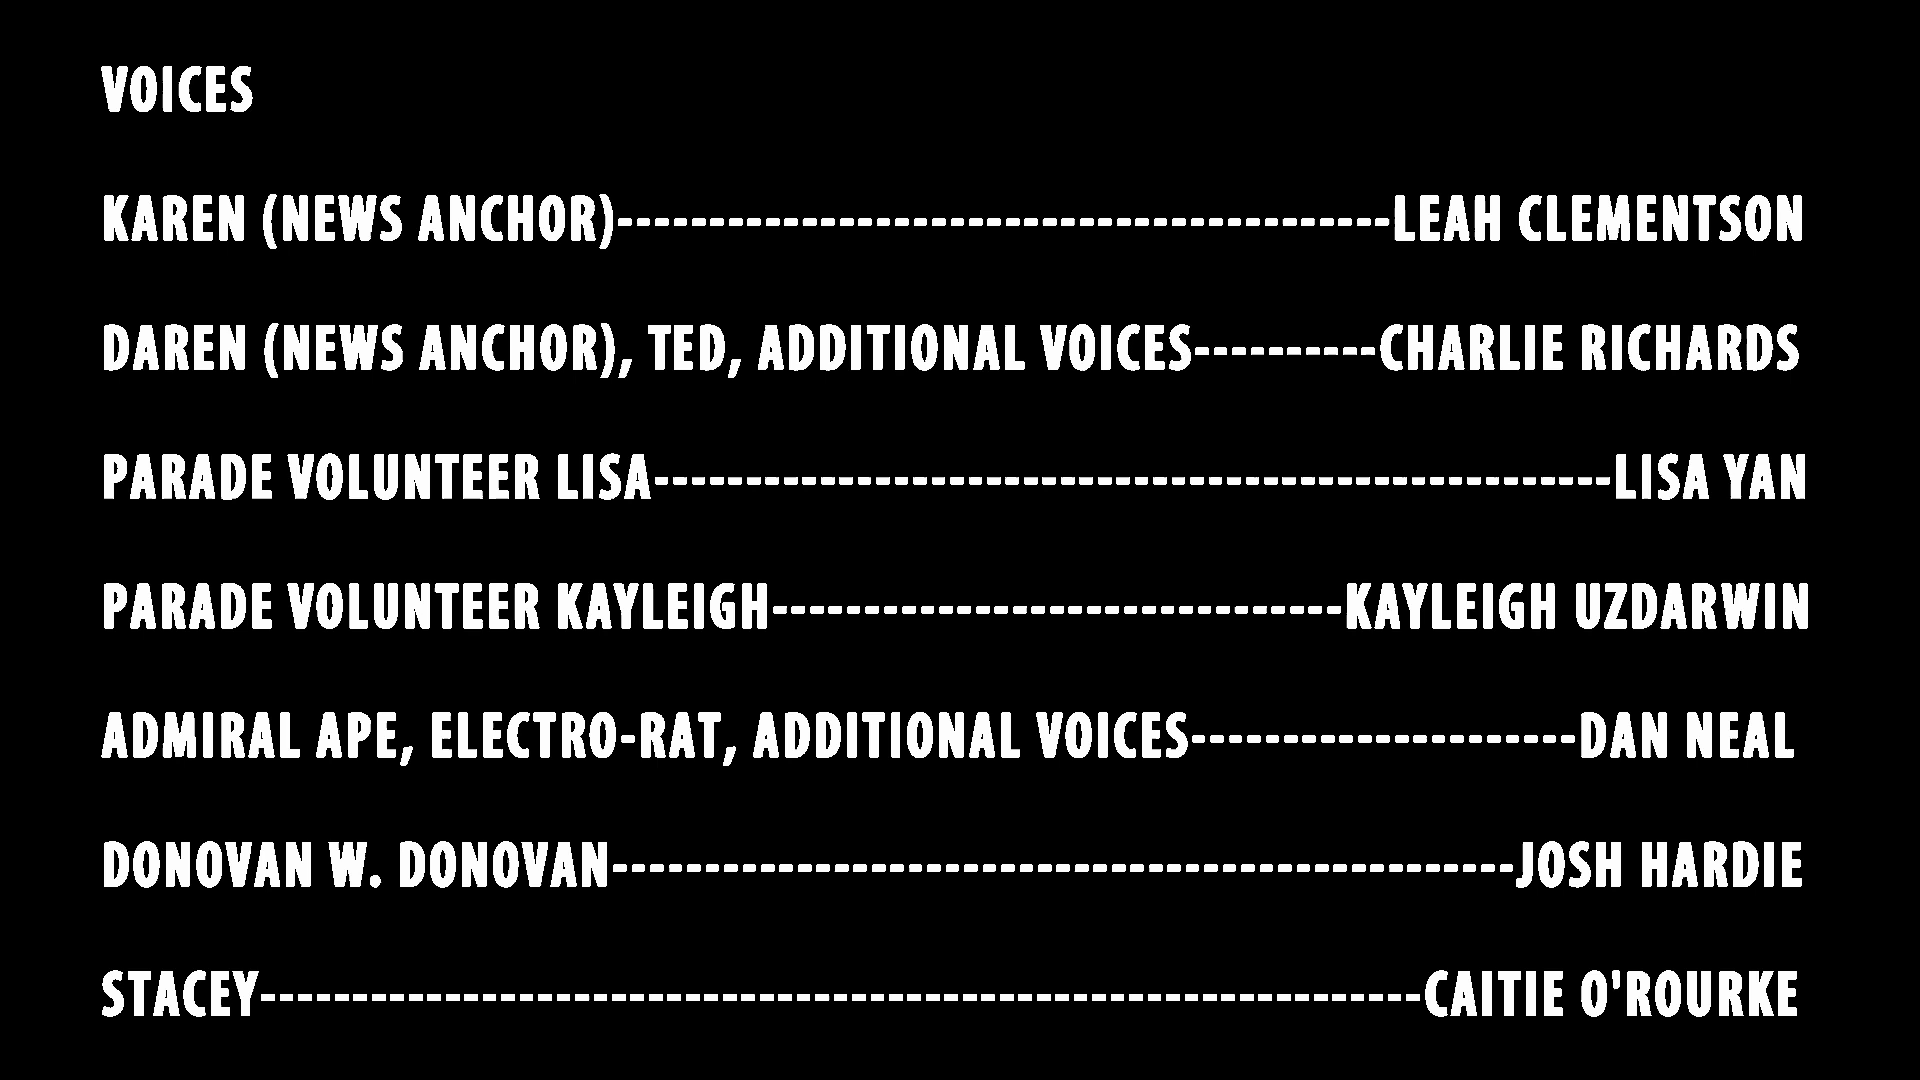 VOICES
KAREN (NEWS ANCHOR)------------------------------------------LEAH CLEMENTSON
DAREN (NEWS ANCHOR), TED, ADDITIONAL VOICES----------CHARLIE RICHARDS
PARADE VOLUNTEER LISA----------------------------------------------------LISA YAN
PARADE VOLUNTEER KAYLEIGH-------------------------------KAYLEIGH UZDARWIN
ADMIRAL APE, ELECTRO-RAT, ADDITIONAL VOICES---------------------DAN NEAL
DONOVAN W. DONOVAN-------------------------------------------------JOSH HARDIE
STACEY---------------------------------------------------------------CAITIE O'ROURKE